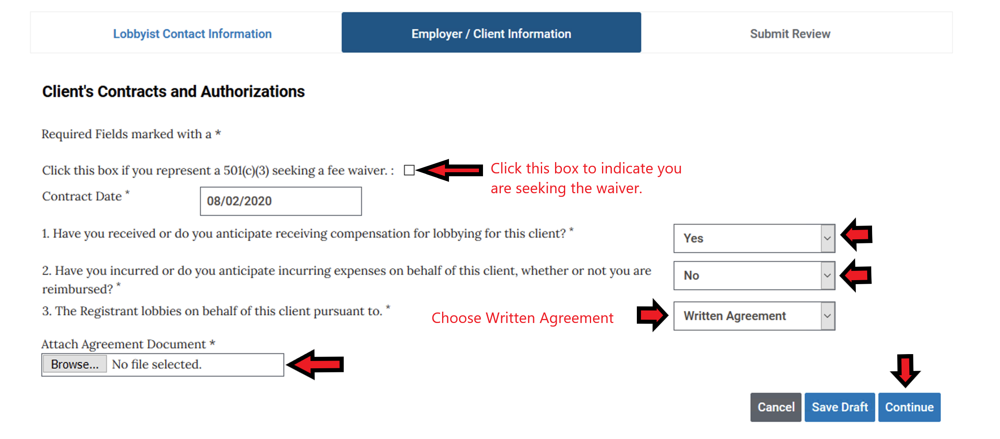 Lobbyist Contact Information
Employer / Client Information
Submit Review
Client's Contracts and Authorizations
Required Fields marked with a *
Click this box if you represent a 501(c)(3) seeking a fee waiver. :
Click this box to indicate you
are seeking the waiver.
Contract Date *
08/02/2020
1. Have you received or do you anticipate receiving compensation for lobbying for this client? *
Yes
2. Have you incurred or do you anticipate incurring expenses on behalf of this client, whether or not you are
reimbursed? *
No
3. The Registrant lobbies on behalf of this client pursuant to. *
Choose Written Agreement
Written Agreement
Attach Agreement Document *
Browse... No file selected.
Cancel
Save Draft
Continue